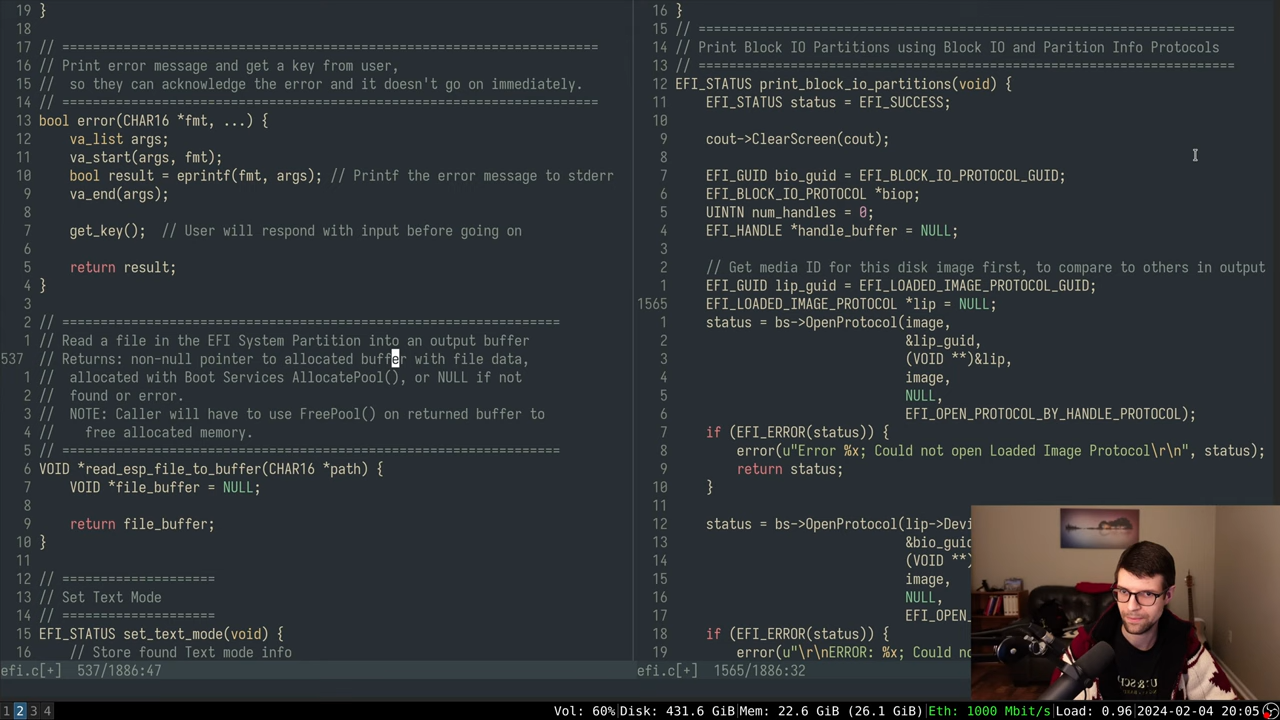 19 }
18
17 // ====================================================================
16 // Print error message and get a key from user,
15 //   so they can acknowledge the error and it doesn't go on immediately.
14 // ====================================================================
13 bool error(CHAR16 *fmt, ...) {
12     va_list args;
11     va_start(args, fmt);
10     bool result = eprintf(fmt, args); // Printf the error message to stderr
9     va_end(args);
8
7     get_key();  // User will respond with input before going on
6
5     return result;
4 }
3
2 // ===============================================================
1 // Read a file in the EFI System Partition into an output buffer
537 // Returns: non-null pointer to allocated buffer with file data,
1 //  allocated with Boot Services AllocatePool(), or NULL if not
2 //  found or error.
3 //  NOTE: Caller will have to use FreePool() on returned buffer to
4 //    free allocated memory.
5 // ===============================================================
6 VOID *read_esp_file_to_buffer(CHAR16 *path) {
7     VOID *file_buffer = NULL;
8
9     return file_buffer;
10 }
11
12 // ==================
13 // Set Text Mode
14 // ==================
15 EFI_STATUS set_text_mode(void) {
16     // Store found Text mode info
efi.c[+]  537/1886:47
16 }
15 // ======================================================================
14 // Print Block IO Partitions using Block IO and Parition Info Protocols
13 // ======================================================================
12 EFI_STATUS print_block_io_partitions(void) {
11     EFI_STATUS status = EFI_SUCCESS;
10
9     cout->ClearScreen(cout);
8
7     EFI_GUID bio_guid = EFI_BLOCK_IO_PROTOCOL_GUID;
6     EFI_BLOCK_IO_PROTOCOL *biop;
5     UINTN num_handles = 0;
4     EFI_HANDLE *handle_buffer = NULL;
3
2     // Get media ID for this disk image first, to compare to others in output
1     EFI_GUID lip_guid = EFI_LOADED_IMAGE_PROTOCOL_GUID;
1565     EFI_LOADED_IMAGE_PROTOCOL *lip = NULL;
1     status = bs->OpenProtocol(image,
2                               &lip_guid,
3                               (VOID **)&lip,
4                               image,
5                               NULL,
6                               EFI_OPEN_PROTOCOL_BY_HANDLE_PROTOCOL);
7     if (EFI_ERROR(status)) {
8         error(u"Error %x; Could not open Loaded Image Protocol\r\n", status);
9         return status;
10     }
11
12     status = bs->OpenProtocol(lip->Devi
13                               &bio_guid
14                               (VOID **)
15                               image,
16                               NULL,
17                               EFI_OPEN_
18     if (EFI_ERROR(status)) {
19         error(u"\r\nERROR: %x; Could no
efi.c[+]  1565/1886:32
1 2 3 4
Vol: 60%|Disk: 431.6 GiB|Mem: 22.6 GiB (26.1 GiB)|Eth: 1000 Mbit/s|Load: 0.96|2024-02-04 20:05